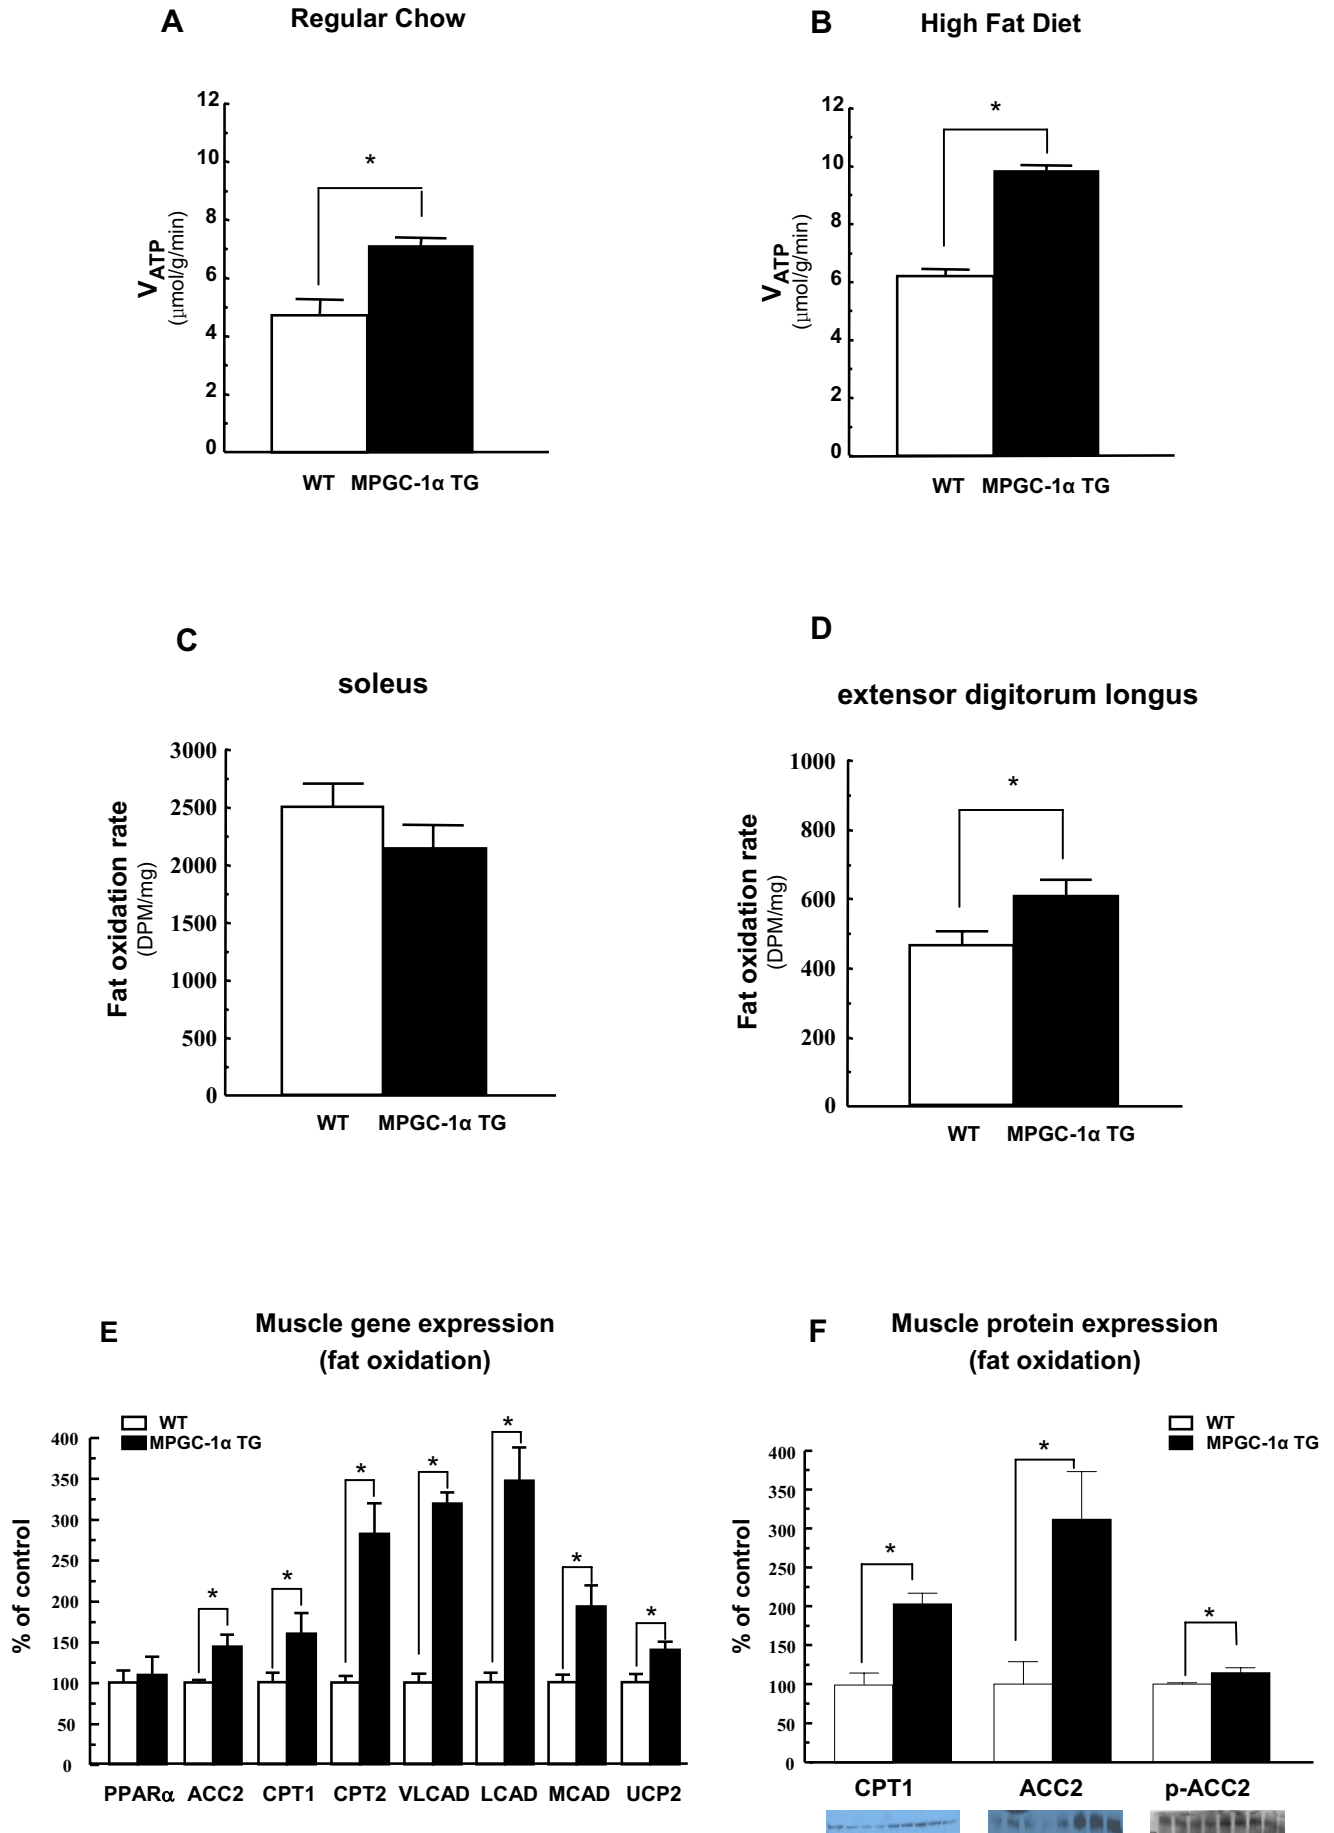 A
Regular Chow
12
10
8
6
4
2
0
VATP
(μmol/g/min)
*
WT MPGC-1α TG
B
High Fat Diet
12
10
8
6
4
2
0
VATP
(μmol/g/min)
*
WT MPGC-1α TG
C
soleus
3000
2500
2000
1500
1000
500
0
Fat oxidation rate
(DPM/mg)
WT MPGC-1α TG
D
extensor digitorum longus
1000
800
600
400
200
0
Fat oxidation rate
(DPM/mg)
*
WT MPGC-1α TG
E
Muscle gene expression
(fat oxidation)
WT
MPGC-1α TG
400
350
300
250
200
150
100
50
0
% of control
* * * * * * *
PPARα ACC2 CPT1 CPT2 VLCAD LCAD MCAD UCP2
F
Muscle protein expression
(fat oxidation)
WT
MPGC-1α TG
400
350
300
250
200
150
100
50
0
% of control
* * *
CPT1 ACC2 p-ACC2